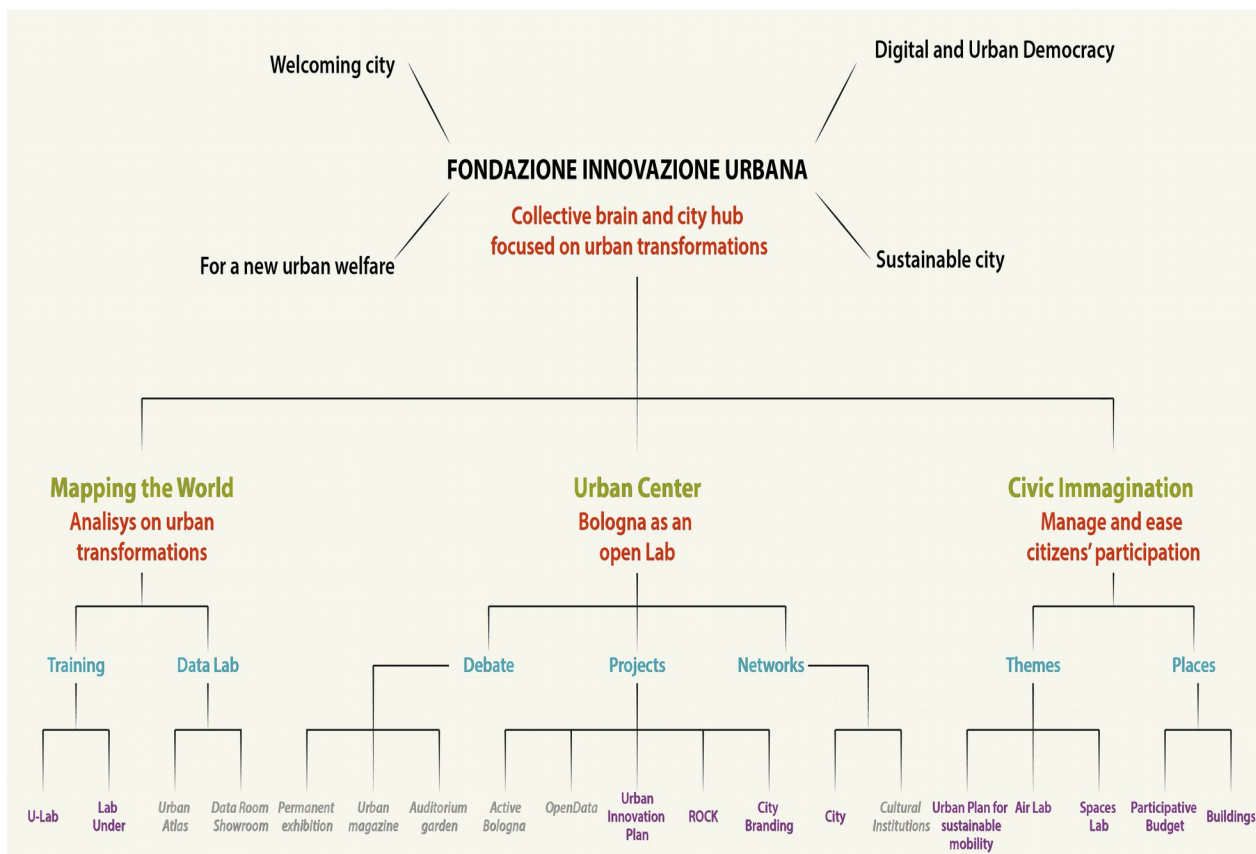 Welcoming city
Digital and Urban Democracy
FONDAZIONE INNOVAZIONE URBANA
Collective brain and city hub
focused on urban transformations
For a new urban welfare
Sustainable city
Mapping the World
Analisys on urban
transformations
Urban Center
Bologna as an
open Lab
Civic Immagination
Manage and ease
citizens' participation
Training
Data Lab
Debate
Projects
Networks
Themes
Places
U-Lab
Lab
Under
Urban
Atlas
Data Room
Showroom
Permanent
exhibition
Urban
magazine
Auditorium
garden
Active
Bologna
OpenData
Urban
Innovation
Plan
ROCK
City
Branding
City
Cultural
Institutions
Urban Plan for
sustainable
mobility
Air Lab
Spaces
Lab
Participative
Budget
Buildings